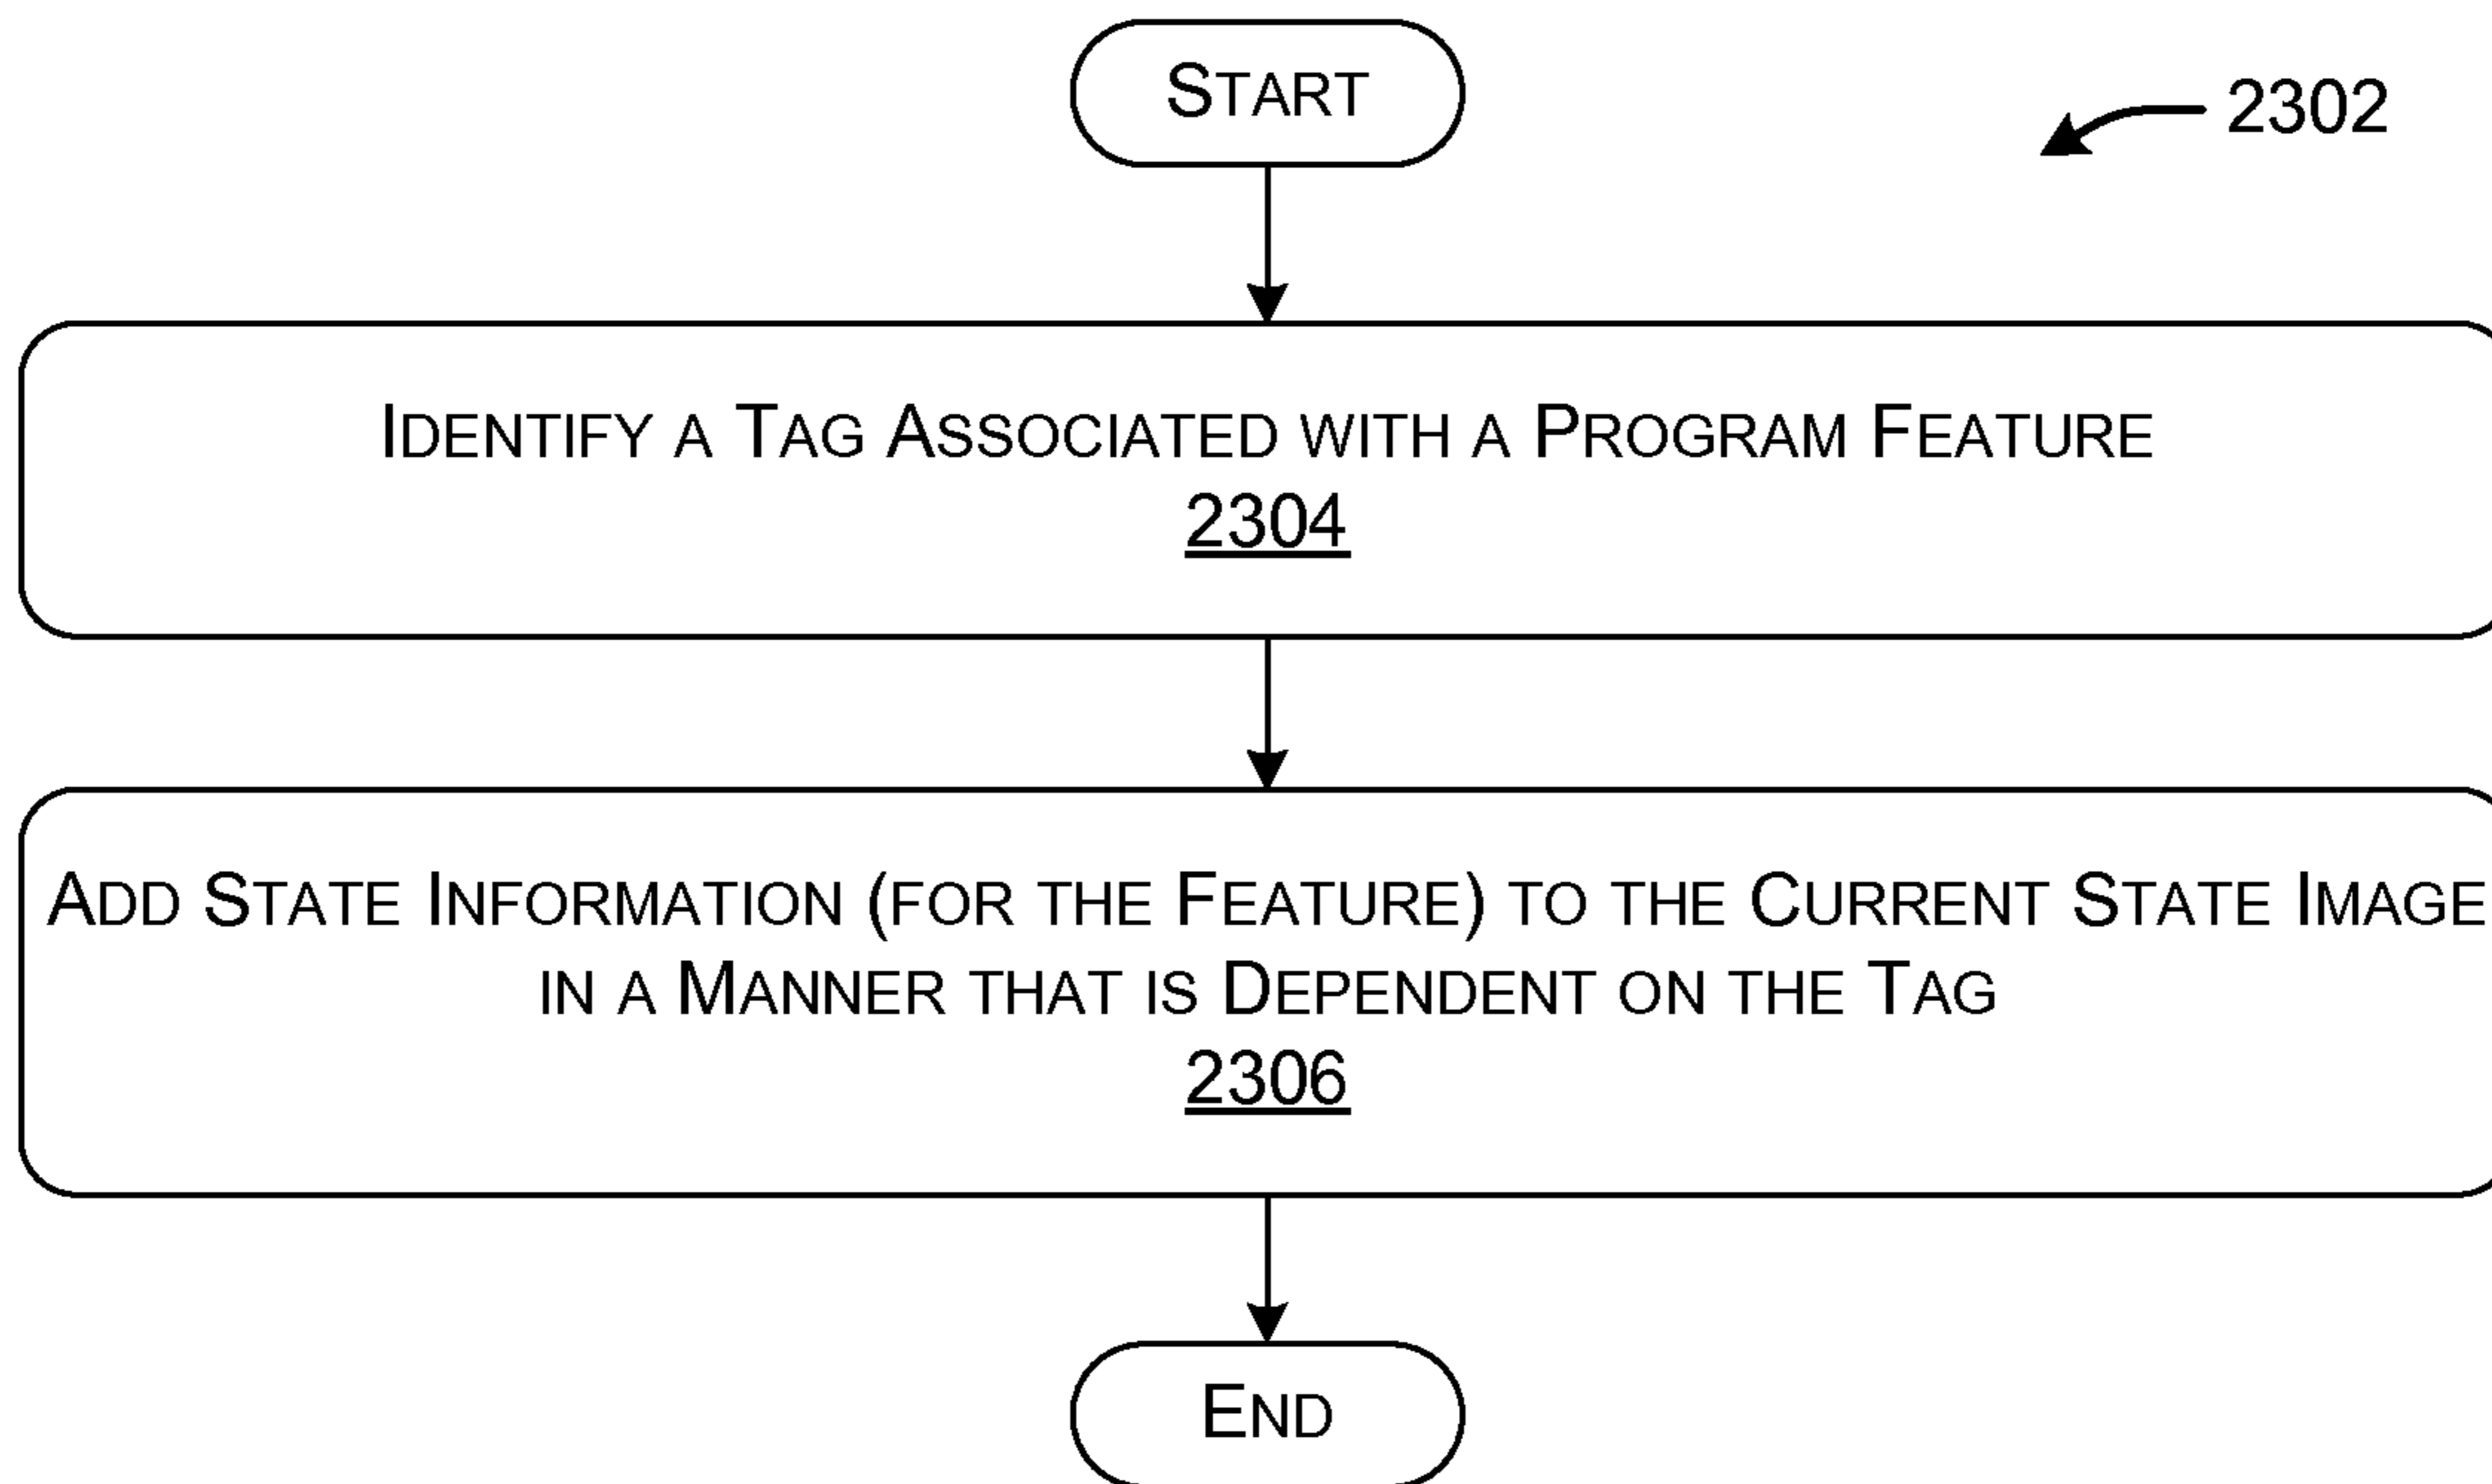 START
2302
IDENTIFY A TAG ASSOCIATED WITH A PROGRAM FEATURE
2304
ADD STATE INFORMATION (FOR THE FEATURE) TO THE CURRENT STATE IMAGE
IN A MANNER THAT IS DEPENDENT ON THE TAG
2306
END